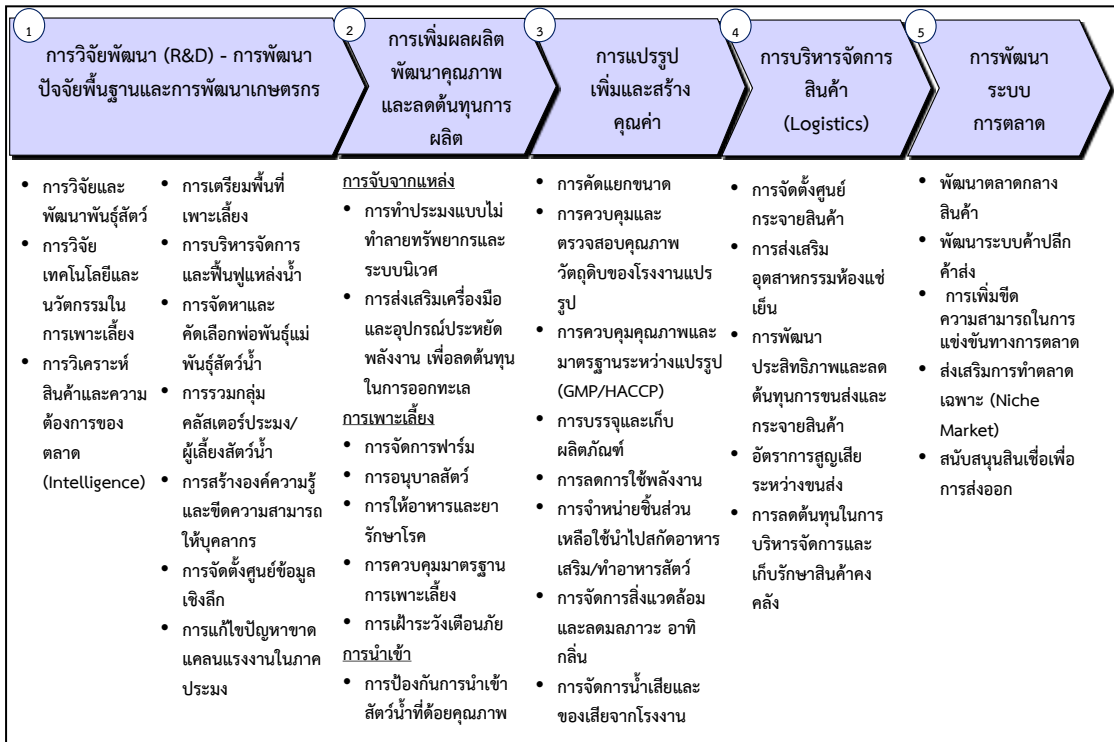 1
การวิจัยพัฒนา (R&D) - การพัฒนา
ปัจจัยพื้นฐานและการพัฒนาเกษตรกร
2
การเพิ่มผลผลิต
พัฒนาคุณภาพ
และลดต้นทุนการ
ผลิต
3
การแปรรูป
เพิ่มและสร้าง
คุณค่า
4
การบริหารจัดการ
สินค้า
(Logistics)
5
การพัฒนา
ระบบ
การตลาด
• การวิจัยและ
พัฒนาพันธุ์สัตว์
• การวิจัย
เทคโนโลยีและ
นวัตกรรมใน
การเพาะเลี้ยง
• การวิเคราะห์
สินค้าและความ
ต้องการของ
ตลาด
(Intelligence)
• การเตรียมพื้นที่
เพาะเลี้ยง
• การบริหารจัดการ
และฟื้นฟูแหล่งน้ำ
• การจัดหาและ
คัดเลือกพ่อพันธุ์แม่
พันธุ์สัตว์น้ำ
• การรวมกลุ่ม
คลัสเตอร์ประมง/
ผู้เลี้ยงสัตว์น้ำ
• การสร้างองค์ความรู้
และขีดความสามารถ
ให้บุคลากร
• การจัดตั้งศูนย์ข้อมูล
เชิงลึก
• การแก้ไขปัญหาขาด
แคลนแรงงานในภาค
ประมง
การจับจากแหล่ง
• การทำประมงแบบไม่
ทำลายทรัพยากรและ
ระบบนิเวศ
• การส่งเสริมเครื่องมือ
และอุปกรณ์ประหยัด
พลังงาน เพื่อลดต้นทุน
ในการออกทะเล
การเพาะเลี้ยง
• การจัดการฟาร์ม
• การอนุบาลสัตว์
• การให้อาหารและยา
รักษาโรค
• การควบคุมมาตรฐาน
การเพาะเลี้ยง
• การเฝ้าระวังเตือนภัย
การนำเข้า
• การป้องกันการนำเข้า
สัตว์น้ำที่ด้อยคุณภาพ
• การคัดแยกขนาด
• การควบคุมและ
ตรวจสอบคุณภาพ
วัตถุดิบของโรงงานแปร
รูป
• การควบคุมคุณภาพและ
มาตรฐานระหว่างแปรรูป
(GMP/HACCP)
• การบรรจุและเก็บ
ผลิตภัณฑ์
• การลดการใช้พลังงาน
• การจำหน่ายชิ้นส่วน
เหลือใช้นำไปสกัดอาหาร
เสริม/ทำอาหารสัตว์
• การจัดการสิ่งแวดล้อม
และลดมลภาวะ อาทิ
กลิ่น
• การจัดการน้ำเสียและ
ของเสียจากโรงงาน
• การจัดตั้งศูนย์
กระจายสินค้า
• การส่งเสริม
อุตสาหกรรมห้องแช่
เย็น
• การพัฒนา
ประสิทธิภาพและลด
ต้นทุนการขนส่งและ
กระจายสินค้า
• อัตราการสูญเสีย
ระหว่างขนส่ง
• การลดต้นทุนในการ
บริหารจัดการและ
เก็บรักษาสินค้าคง
คลัง
• พัฒนาตลาดกลาง
สินค้า
• พัฒนาระบบค้าปลีก
ค้าส่ง
• การเพิ่มขีด
ความสามารถในการ
แข่งขันทางการตลาด
• ส่งเสริมการทำตลาด
เฉพาะ (Niche
Market)
• สนับสนุนสินเชื่อเพื่อ
การส่งออก